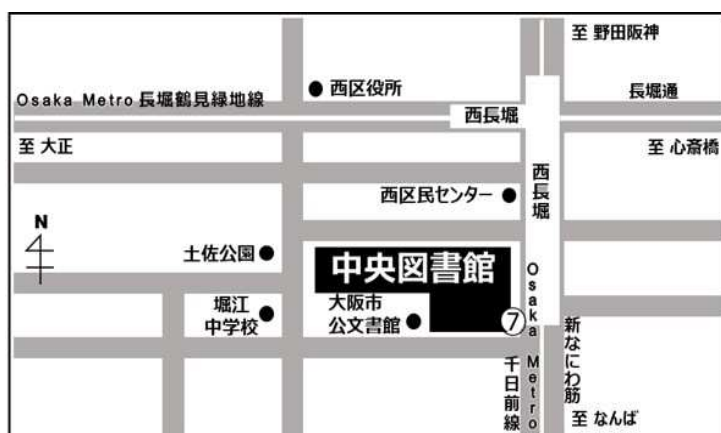 至 野田阪神
西区役所
長堀通
Osaka Metro 長堀鶴見緑地線
西長堀
至 大正
至 心斎橋
西区民センター
西長堀
N
土佐公園
中央図書館
堀江
中学校
大阪市
公文書館
⑦
Osaka Metro
千日前線
新なにわ筋
至 なんば